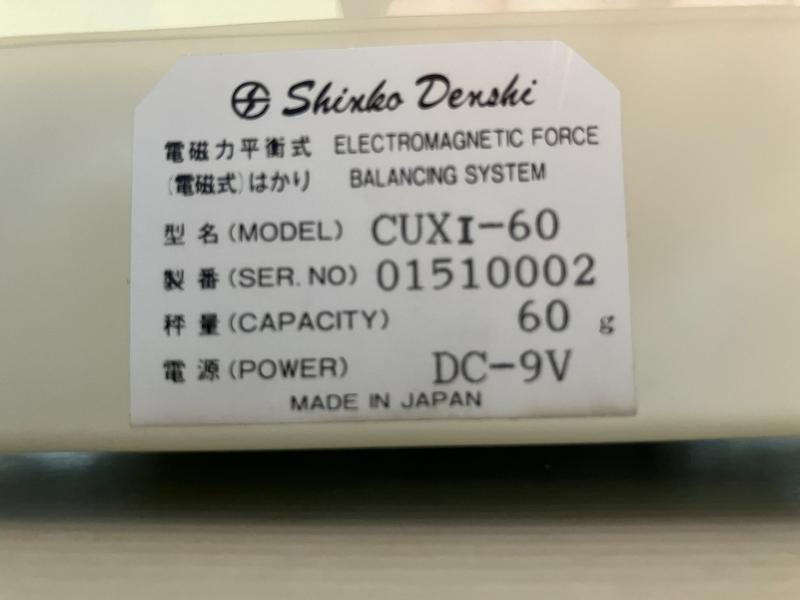 Shinko Denshi
電磁力平衡式 ELECTROMAGNETIC FORCE
(電磁式)はかり BALANCING SYSTEM
型名(MODEL) CUXI-60
製番(SER.NO) 01510002
秤量(CAPACITY) 60 g
電源(POWER) DC-9V
MADE IN JAPAN